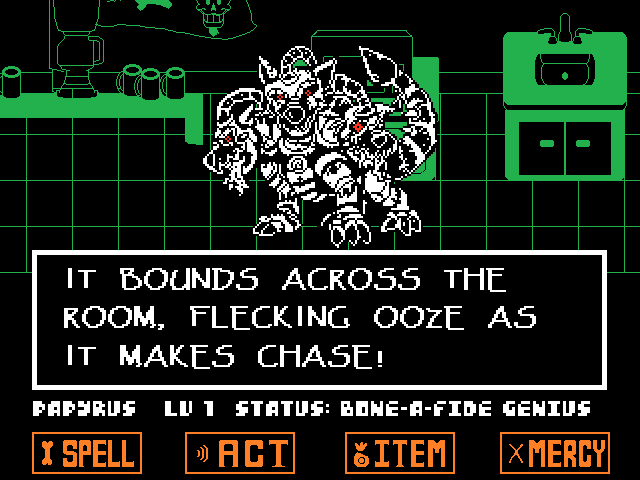 IT BOUNDS ACROSS THE
ROOM, FLECKING OOZE AS
IT MAKES CHASE!
PAPYRUS LV 1 STATUS: BONE-A-FIDE GENIUS
SPELL ACT ITEM MERCY